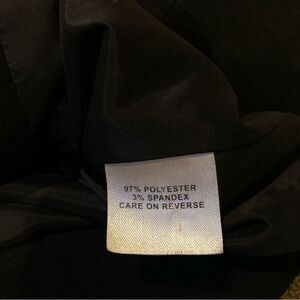 97% POLYESTER
3% SPANDEX
CARE ON REVERSE